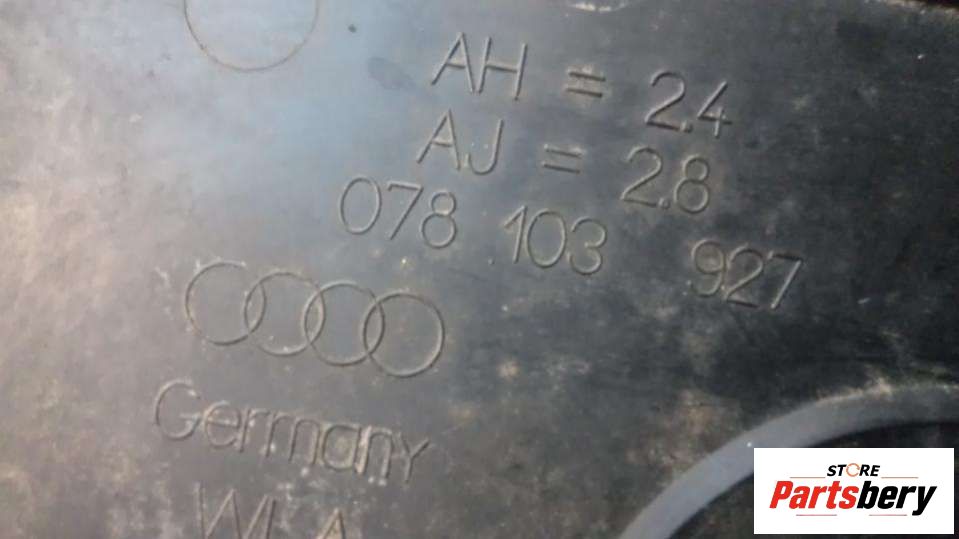 AH = 2.4
AJ = 2.8
078 103 927
Germany
STORE
Partsbery